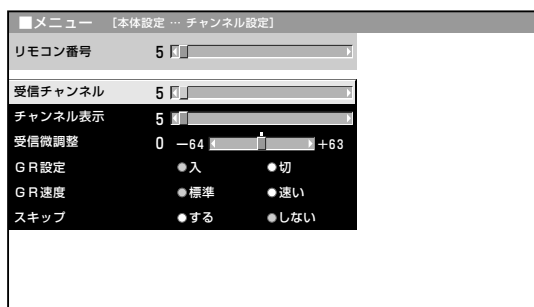 ■メニュー [本体設定 … チャンネル設定]
リモコン番号 5
受信チャンネル 5
チャンネル表示 5
受信微調整 0 −64 +63
GR設定 ●入 ●切
GR速度 ●標準 ●速い
スキップ ●する ●しない